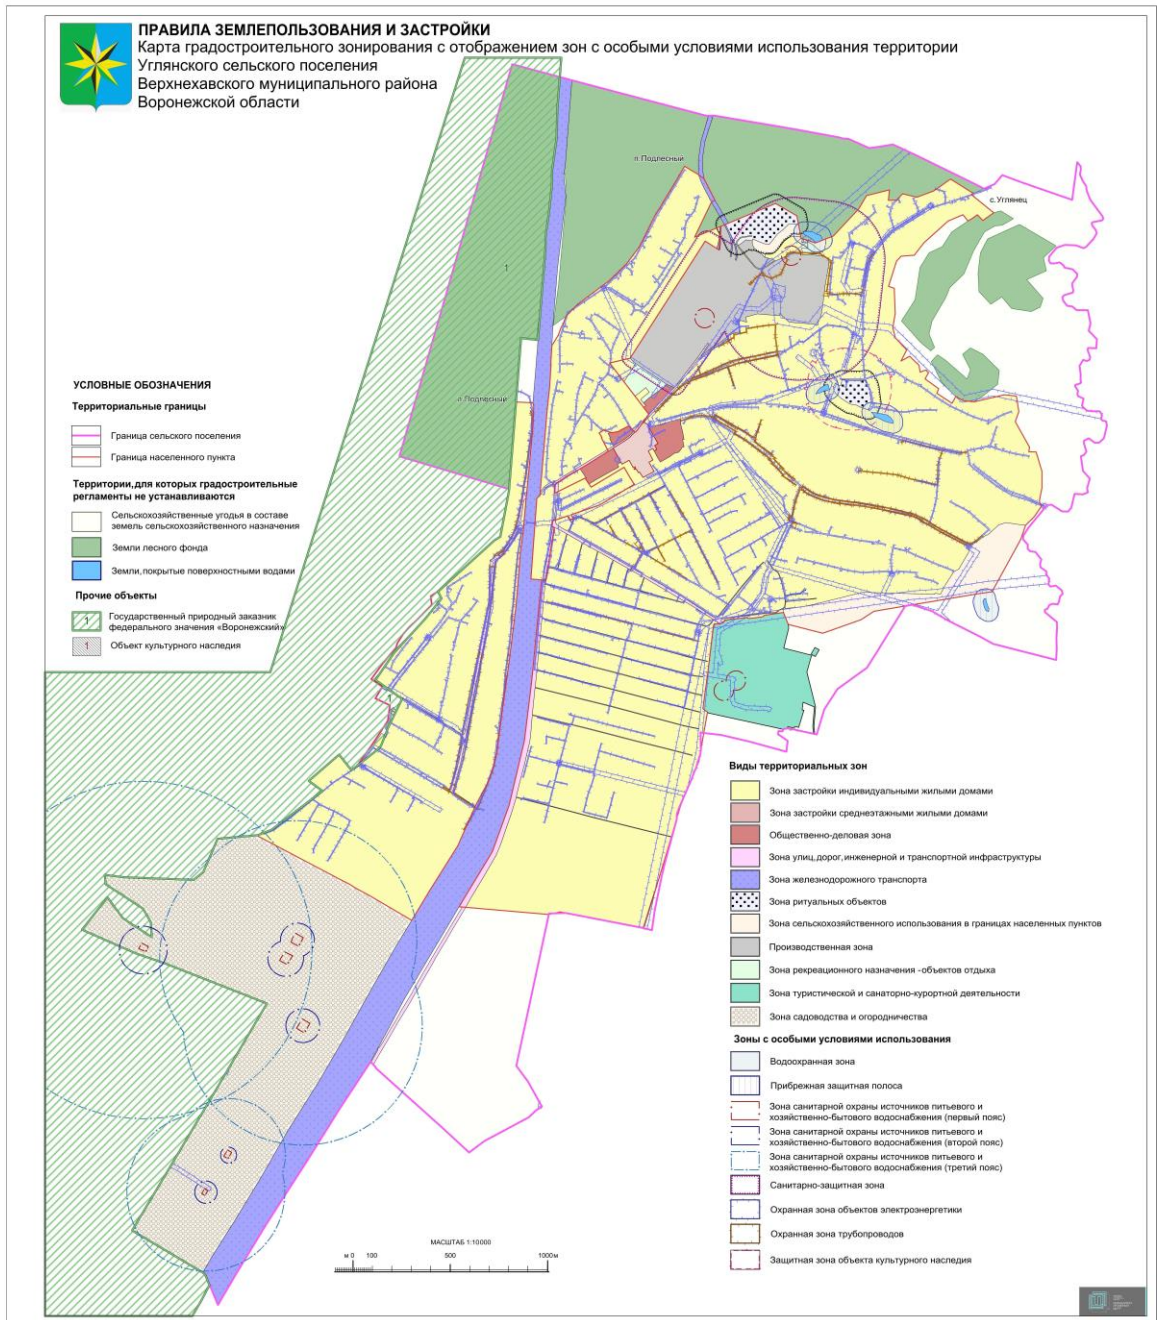 ПРАВИЛА ЗЕМЛЕПОЛЬЗОВАНИЯ И ЗАСТРОЙКИ
Карта градостроительного зонирования с отображением зон с особыми условиями использования территории
Углянского сельского поселения
Верхнехавского муниципального района
Воронежской области
п.Подлесный
с.Углянец
1
п.Подлесный
1
УСЛОВНЫЕ ОБОЗНАЧЕНИЯ
Территориальные границы
Граница сельского поселения
Граница населенного пункта
Территории,для которых градостроительные
регламенты не устанавливаются
Сельскохозяйственные угодья в составе
земель сельскохозяйственного назначения
Земли лесного фонда
Земли,покрытые поверхностными водами
Прочие объекты
1 Государственный природный заказник
федерального значения «Воронежский»
1 Объект культурного наследия
Виды территориальных зон
Зона застройки индивидуальными жилыми домами
Зона застройки среднеэтажными жилыми домами
Общественно-деловая зона
Зона улиц,дорог,инженерной и транспортной инфраструктуры
Зона железнодорожного транспорта
Зона ритуальных объектов
Зона сельскохозяйственного использования в границах населенных пунктов
Производственная зона
Зона рекреационного назначения -объектов отдыха
Зона туристической и санаторно-курортной деятельности
Зона садоводства и огородничества
Зоны с особыми условиями использования
Водоохранная зона
Прибрежная защитная полоса
Зона санитарной охраны источников питьевого и
хозяйственно-бытового водоснабжения (первый пояс)
Зона санитарной охраны источников питьевого и
хозяйственно-бытового водоснабжения (второй пояс)
Зона санитарной охраны источников питьевого и
хозяйственно-бытового водоснабжения (третий пояс)
Санитарно-защитная зона
Охранная зона объектов электроэнергетики
Охранная зона трубопроводов
Защитная зона объекта культурного наследия
МАСШТАБ 1:10000
м 0 100 500 1000м